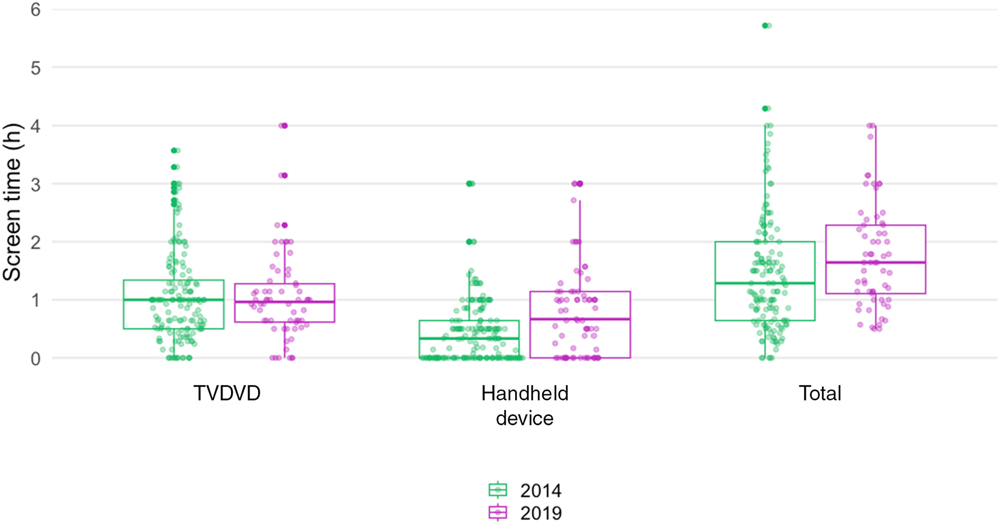 Screen time (h)
6
5
4
3
2
1
0
TVDVD
Handheld
device
Total
2014
2019